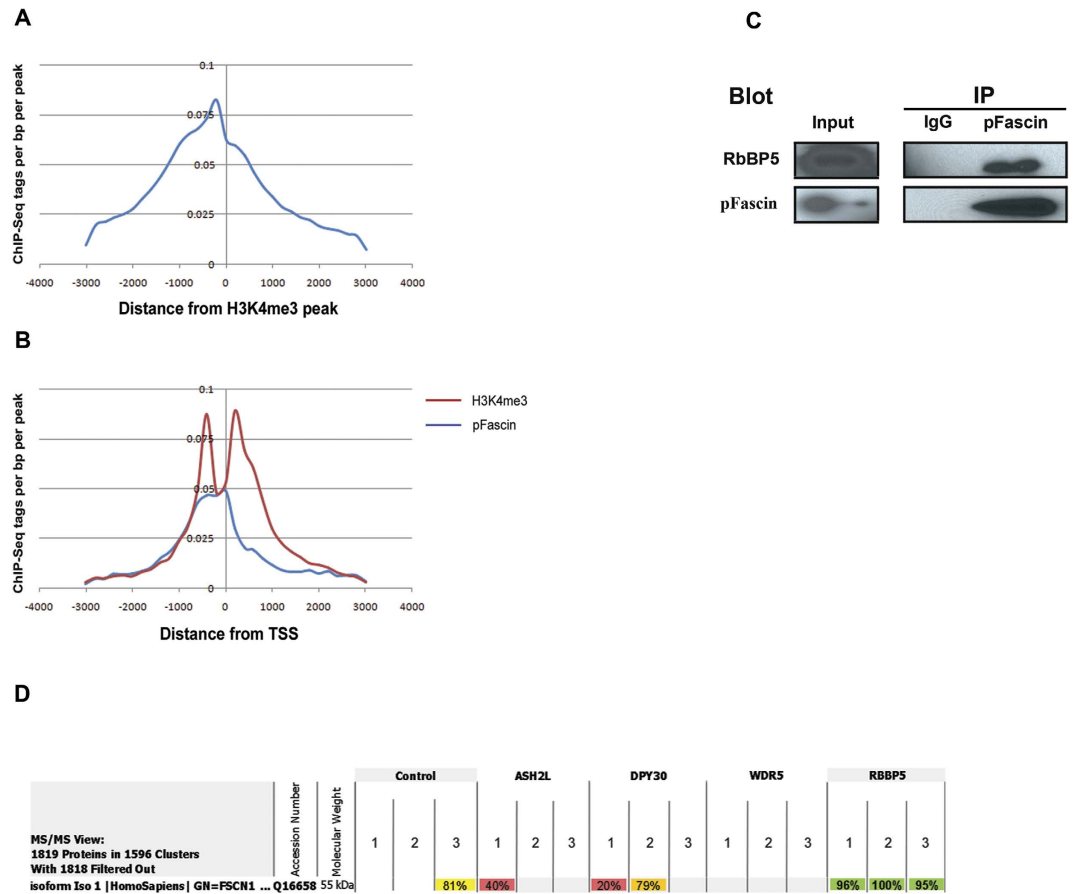 A
ChIP-Seq tags per bp per peak
0.1
0.075
0.05
0.025
0
-4000 -3000 -2000 -1000 0 1000 2000 3000 4000
Distance from H3K4me3 peak
B
ChIP-Seq tags per bp per peak
0.1
0.075
0.05
0.025
0
-4000 -3000 -2000 -1000 0 1000 2000 3000 4000
Distance from TSS
H3K4me3
pFascin
C
Blot IP
Input IgG pFascin
RbBP5
pFascin
D
Control ASH2L DPY30 WDR5 RBBP5
Accession Number
Molecular Weight
1 2 3 1 2 3 1 2 3 1 2 3 1 2 3
MS/MS View:
1819 Proteins in 1596 Clusters
With 1818 Filtered Out
isoform Iso 1 |HomoSapiens| GN=FSCN1 ... Q16658 55 kDa 81% 40% 20% 79% 96% 100% 95%